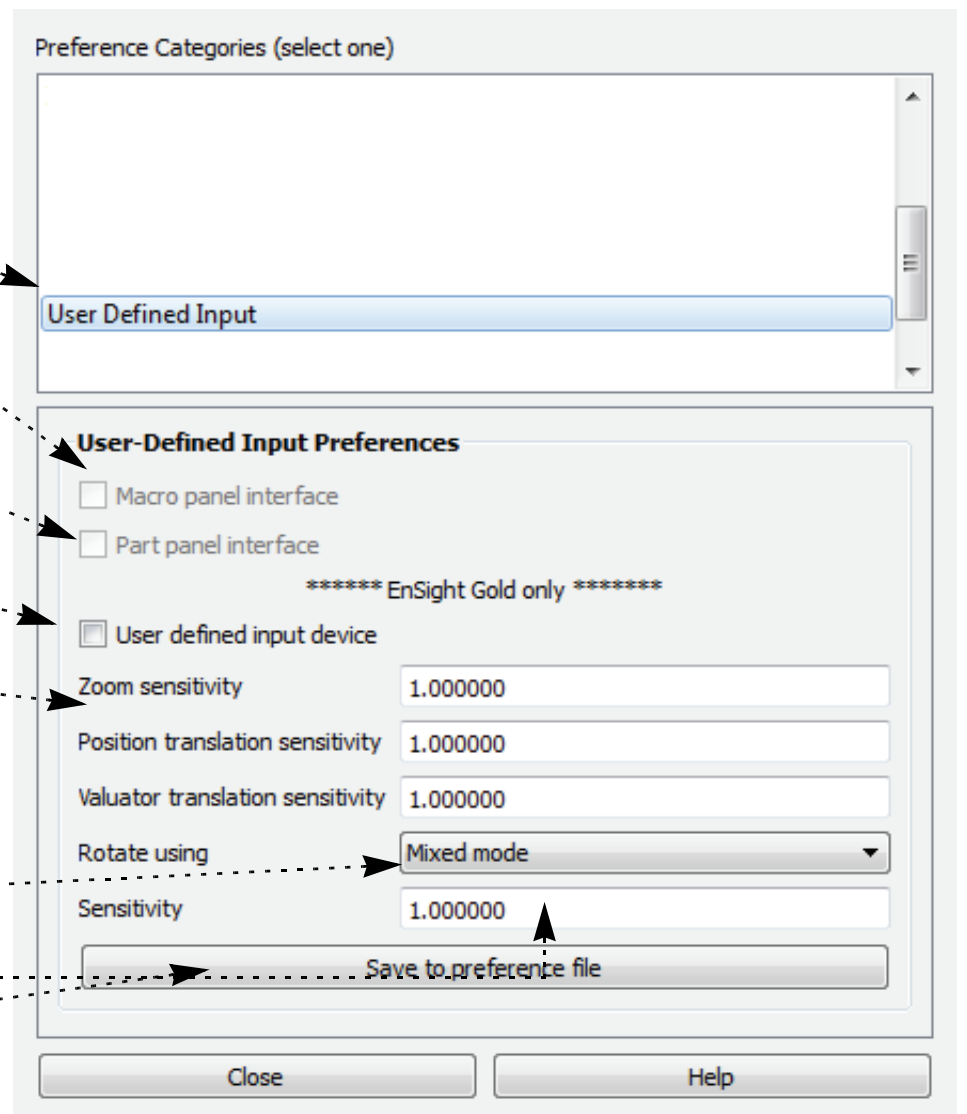 Preference Categories (select one)
User Defined Input
User-Defined Input Preferences
Macro panel interface
Part panel interface
****** EnSight Gold only *******
User defined input device
Zoom sensitivity 1.000000
Position translation sensitivity 1.000000
Valuator translation sensitivity 1.000000
Rotate using Mixed mode
Sensitivity 1.000000
Save to preference file
Close Help